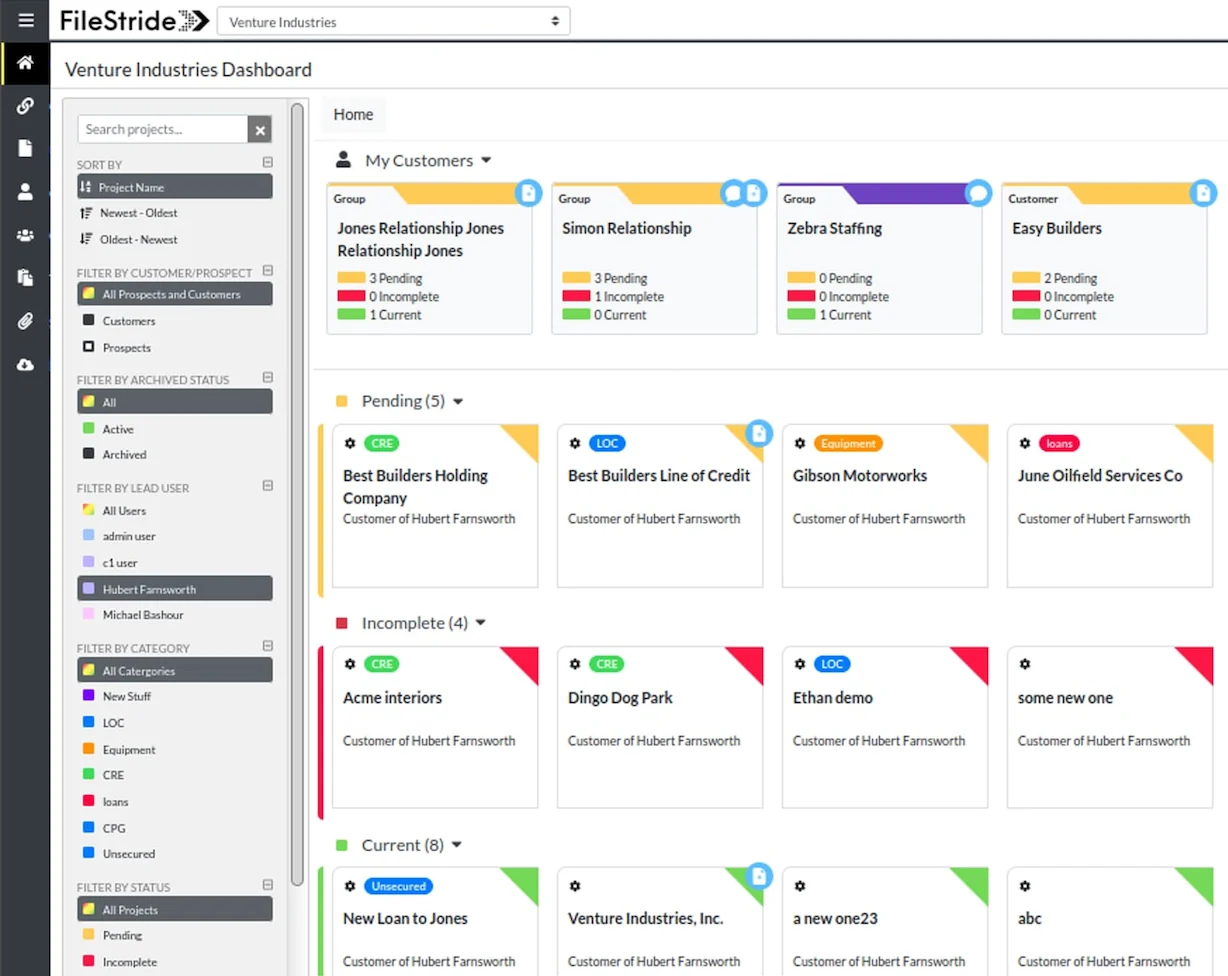 FileStride
Venture Industries
Venture Industries Dashboard
Search projects...
SORT BY
Project Name
Newest - Oldest
Oldest - Newest
FILTER BY CUSTOMER/PROSPECT
All Prospects and Customers
Customers
Prospects
FILTER BY ARCHIVED STATUS
All
Active
Archived
FILTER BY LEAD USER
All Users
admin user
c1 user
Hubert Farnsworth
Michael Bashour
FILTER BY CATEGORY
All Catergories
New Stuff
LOC
Equipment
CRE
loans
CPG
Unsecured
FILTER BY STATUS
All Projects
Pending
Incomplete
Home
My Customers
Group
Jones Relationship Jones
Relationship Jones
3 Pending
0 Incomplete
1 Current
Group
Simon Relationship
3 Pending
1 Incomplete
0 Current
Group
Zebra Staffing
0 Pending
0 Incomplete
1 Current
Customer
Easy Builders
2 Pending
0 Incomplete
0 Current
Pending (5)
CRE
Best Builders Holding
Company
Customer of Hubert Farnsworth
LOC
Best Builders Line of Credit
Customer of Hubert Farnsworth
Equipment
Gibson Motorworks
Customer of Hubert Farnsworth
loans
June Oilfield Services Co
Customer of Hubert Farnsworth
Incomplete (4)
CRE
Acme interiors
Customer of Hubert Farnsworth
CRE
Dingo Dog Park
Customer of Hubert Farnsworth
LOC
Ethan demo
Customer of Hubert Farnsworth
some new one
Customer of Hubert Farnsworth
Current (8)
Unsecured
New Loan to Jones
Customer of Hubert Farnsworth
Venture Industries, Inc.
Customer of Hubert Farnsworth
a new one23
Customer of Hubert Farnsworth
abc
Customer of Hubert Farnsworth